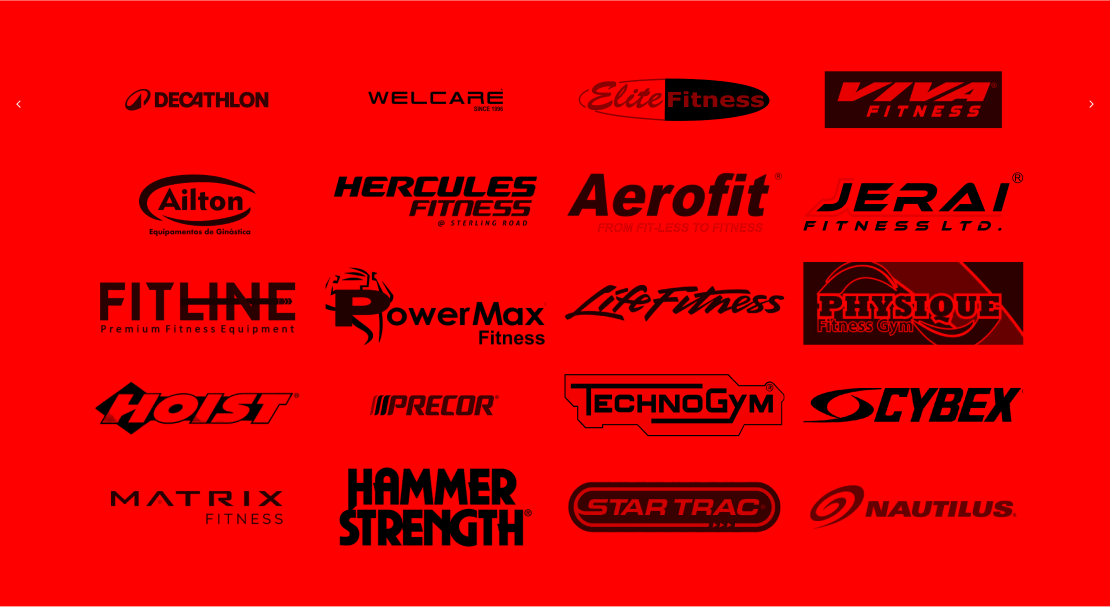 DECATHLON
WELCARE
SINCE 1986
Elite Fitness
VIVA
FITNESS
Ailton
Equipamentos de Ginástica
HERCULES
FITNESS
@ STERLING ROAD
Aerofit®
FROM FIT-LESS TO FITNESS
JERAI®
FITNESS LTD.
FITLINE
Premium Fitness Equipment
PowerMax
Fitness
LifeFitness
PHYSIQUE
Fitness Gym
HOIST®
PRECOR®
TECHNOGYM®
CYBEX
MATRIX
FITNESS
HAMMER
STRENGTH®
STAR TRAC
NAUTILUS